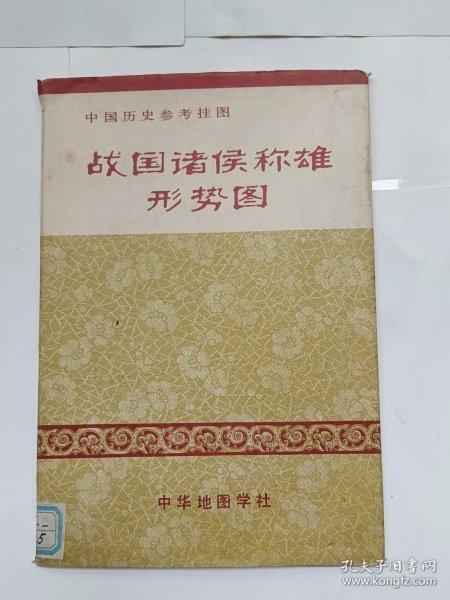 中国历史参考挂图
战国诸侯称雄
形势图
中华地图学社
5
孔夫子旧书网
www.kongfz.com